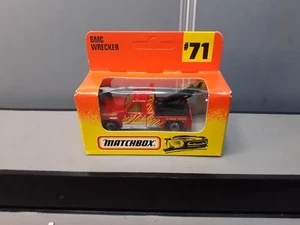 GMC
WRECKER
#71
MATCHBOX